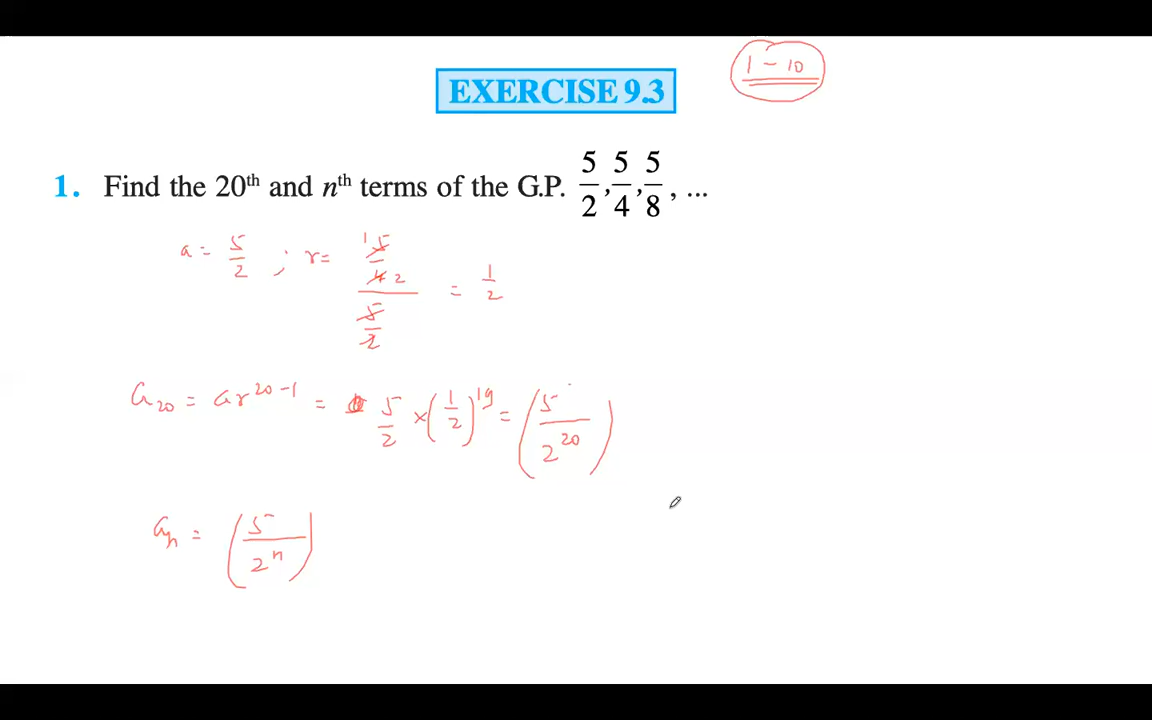 1 - 10
EXERCISE 9.3
1. Find the 20th and nth terms of the G.P. 5/2, 5/4, 5/8, ...
a = 5/2 ; r = (5/4)/(5/2) = 1/2
a20 = ar^20-1 = 5/2 × (1/2)^19 = (5/2^20)
an = (5/2^n)